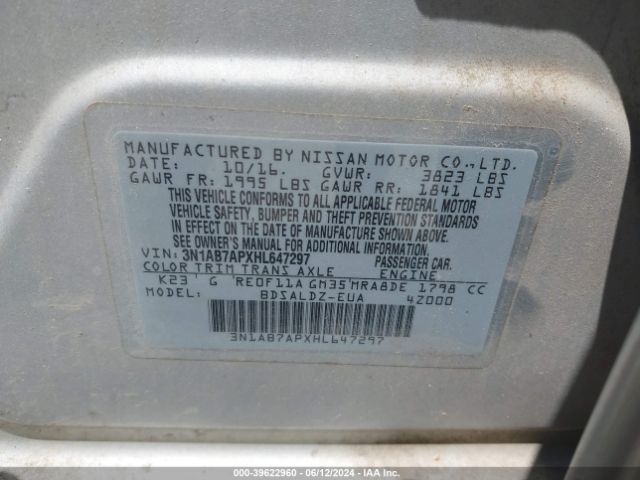 MANUFACTURED BY NISSAN MOTOR CO.,LTD.
DATE: 10/16. GVWR: 3823 LBS
GAWR FR: 1995 LBS GAWR RR: 1841 LBS
THIS VEHICLE CONFORMS TO ALL APPLICABLE FEDERAL MOTOR
VEHICLE SAFETY, BUMPER AND THEFT PREVENTION STANDARDS
IN EFFECT ON THE DATE OF MANUFACTURE SHOWN ABOVE.
SEE OWNER'S MANUAL FOR ADDITIONAL INFORMATION.
VIN: 3N1AB7APXHL647297 PASSENGER CAR.
COLOR TRIM TRANS AXLE ENGINE
K23 G RE0F11A GM35 MRA8DE 1798 CC
MODEL: BDSALDZ-EUA 4Z000
3N1AB7APXHL647297
000-39622960 - 06/12/2024 - IAA Inc.